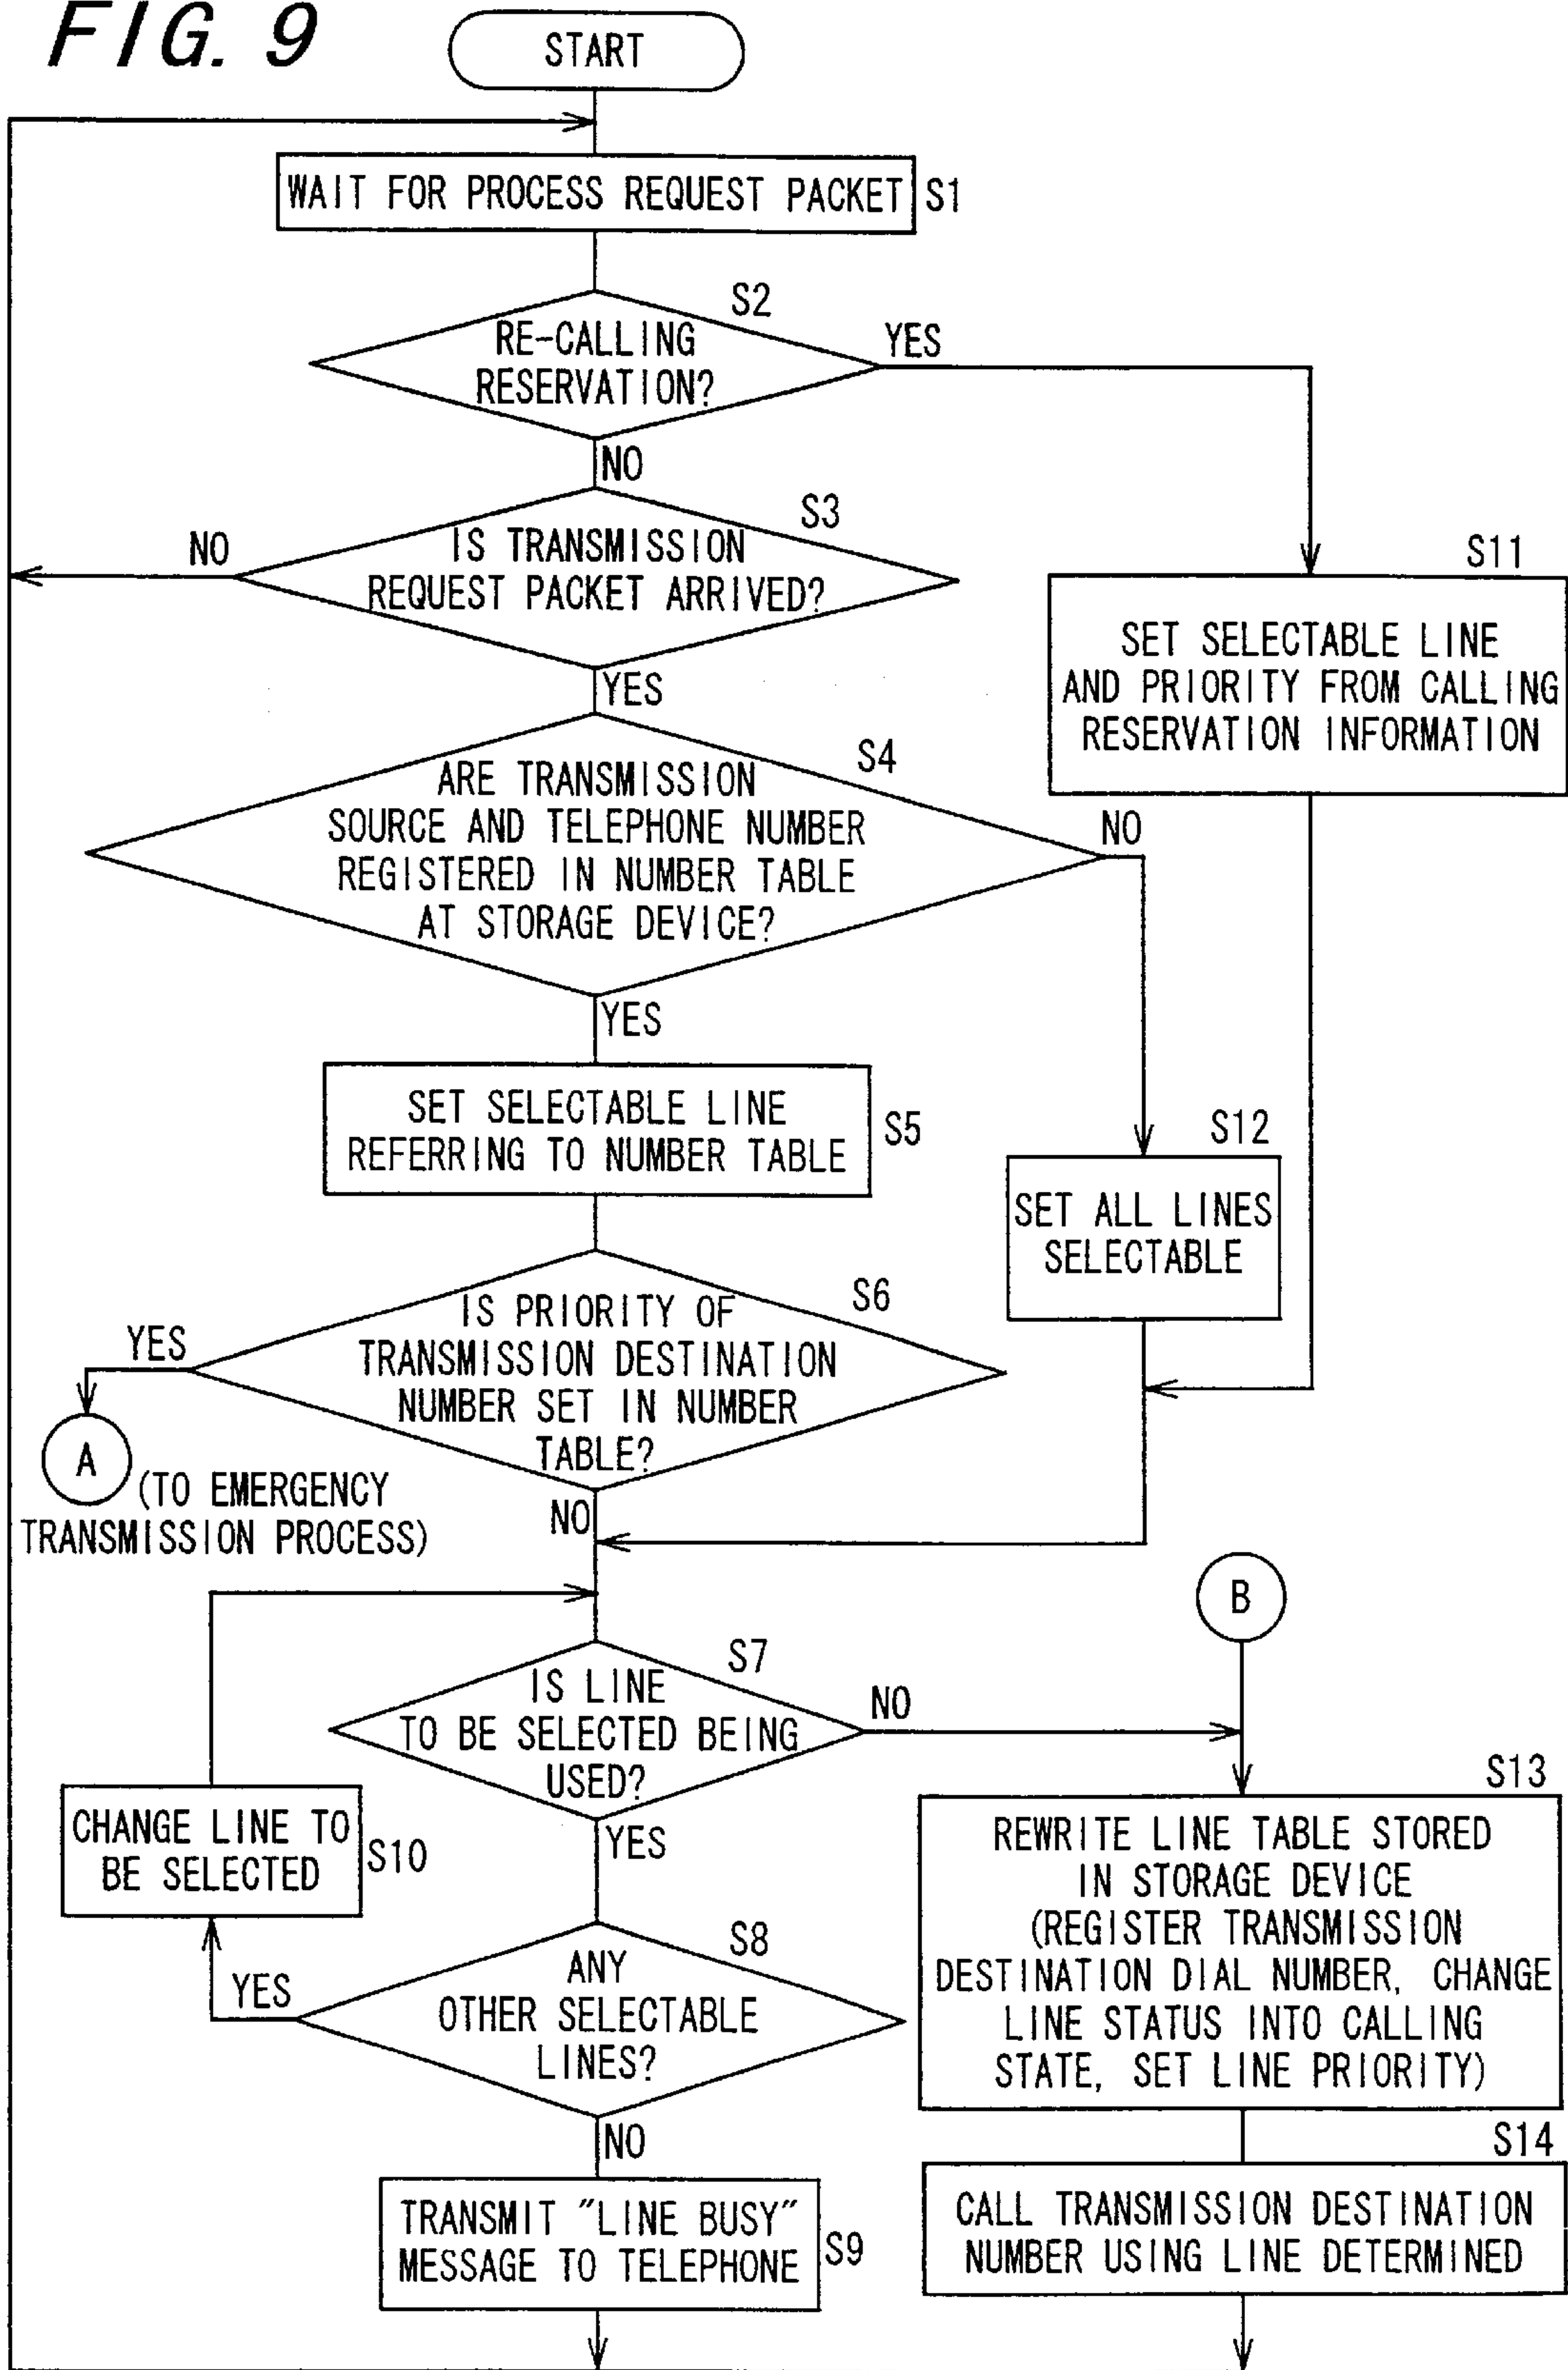 FIG. 9
START
WAIT FOR PROCESS REQUEST PACKET
S1
S2
RE-CALLING
RESERVATION?
YES
NO
S3
IS TRANSMISSION
REQUEST PACKET ARRIVED?
NO
YES
S11
SET SELECTABLE LINE
AND PRIORITY FROM CALLING
RESERVATION INFORMATION
S4
ARE TRANSMISSION
SOURCE AND TELEPHONE NUMBER
REGISTERED IN NUMBER TABLE
AT STORAGE DEVICE?
NO
YES
SET SELECTABLE LINE
REFERRING TO NUMBER TABLE
S5
S12
SET ALL LINES
SELECTABLE
S6
IS PRIORITY OF
TRANSMISSION DESTINATION
NUMBER SET IN NUMBER
TABLE?
YES
A
(TO EMERGENCY
TRANSMISSION PROCESS)
NO
B
S7
IS LINE
TO BE SELECTED BEING
USED?
NO
YES
CHANGE LINE TO
BE SELECTED
S10
S8
ANY
OTHER SELECTABLE
LINES?
YES
NO
TRANSMIT "LINE BUSY"
MESSAGE TO TELEPHONE
S9
S13
REWRITE LINE TABLE STORED
IN STORAGE DEVICE
(REGISTER TRANSMISSION
DESTINATION DIAL NUMBER, CHANGE
LINE STATUS INTO CALLING
STATE, SET LINE PRIORITY)
S14
CALL TRANSMISSION DESTINATION
NUMBER USING LINE DETERMINED